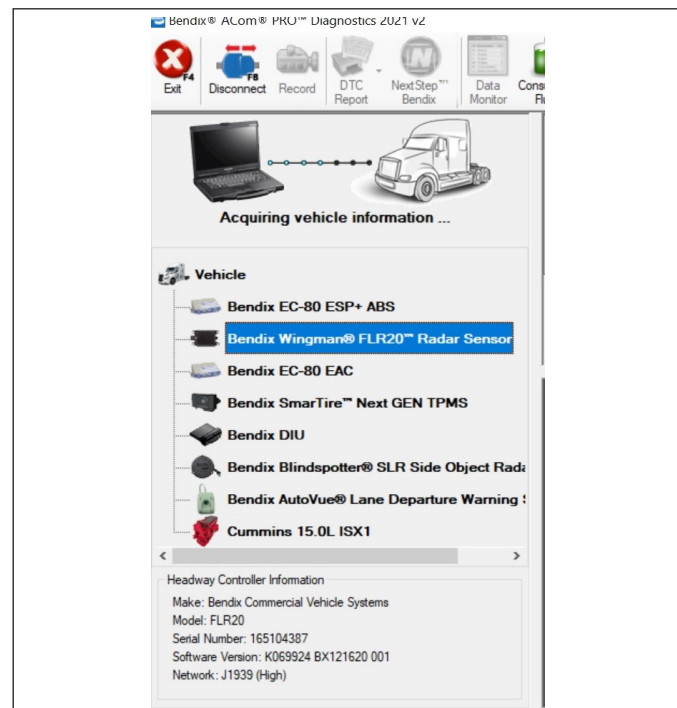 Bendix® ACom® PRO™ Diagnostics 2021 v2
F4
Exit
F8
Disconnect
Record
DTC
Report
NextStep™
Bendix
Data
Monitor
Acquiring vehicle information ...
Vehicle
Bendix EC-80 ESP+ ABS
Bendix Wingman® FLR20™ Radar Sensor
Bendix EC-80 EAC
Bendix SmarTire™ Next GEN TPMS
Bendix DIU
Bendix Blindspotter® SLR Side Object Rada
Bendix AutoVue® Lane Departure Warning
Cummins 15.0L ISX1
Headway Controller Information
Make: Bendix Commercial Vehicle Systems
Model: FLR20
Serial Number: 165104387
Software Version: K069924 BX121620 001
Network: J1939 (High)